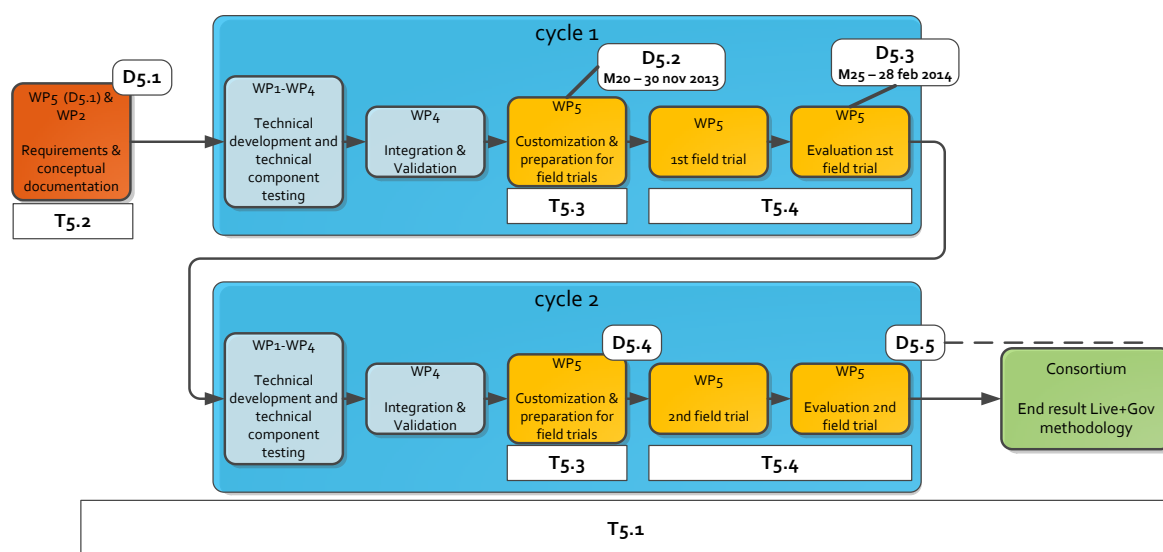 cycle 1
D5.1
WP5 (D5.1) &
WP2
Requirements &
conceptual
documentation
T5.2
WP1-WP4
Technical
development and
technical
component
testing
WP4
Integration &
Validation
D5.2
M20 – 30 nov 2013
WP5
Customization &
preparation for
field trials
T5.3
WP5
1st field trial
D5.3
M25 – 28 feb 2014
WP5
Evaluation 1st
field trial
T5.4
cycle 2
WP1-WP4
Technical
development and
technical
component
testing
WP4
Integration &
Validation
D5.4
WP5
Customization &
preparation for
field trials
T5.3
WP5
2nd field trial
D5.5
WP5
Evaluation 2nd
field trial
T5.4
Consortium
End result Live+Gov
methodology
T5.1